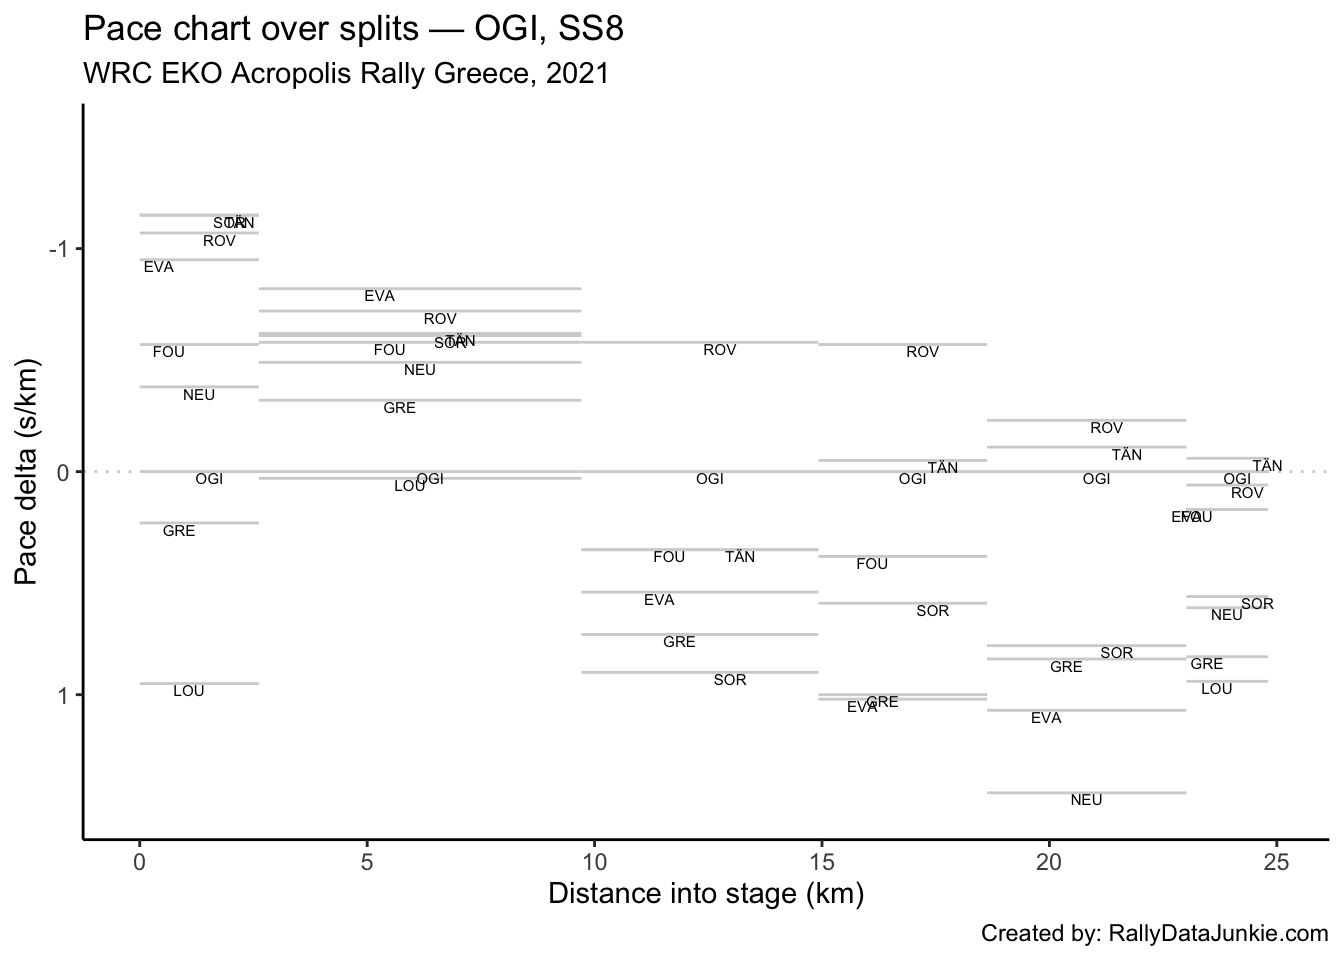 Pace chart over splits — OGI, SS8
WRC EKO Acropolis Rally Greece, 2021
Pace delta (s/km)
-1
0
1
SOR TÄN
ROV
EVA
FOU
NEU
OGI
GRE
LOU
EVA
ROV
TÄN
SOR
FOU
NEU
GRE
OGI
LOU
ROV
OGI
FOU TÄN
EVA
GRE
SOR
ROV
TÄN
OGI
FOU
SOR
GRE
EVA
ROV
TÄN
OGI
SOR
GRE
EVA
NEU
TÄN
OGI
ROV
EVA FOU
SOR
NEU
GRE
LOU
0 5 10 15 20 25
Distance into stage (km)
Created by: RallyDataJunkie.com